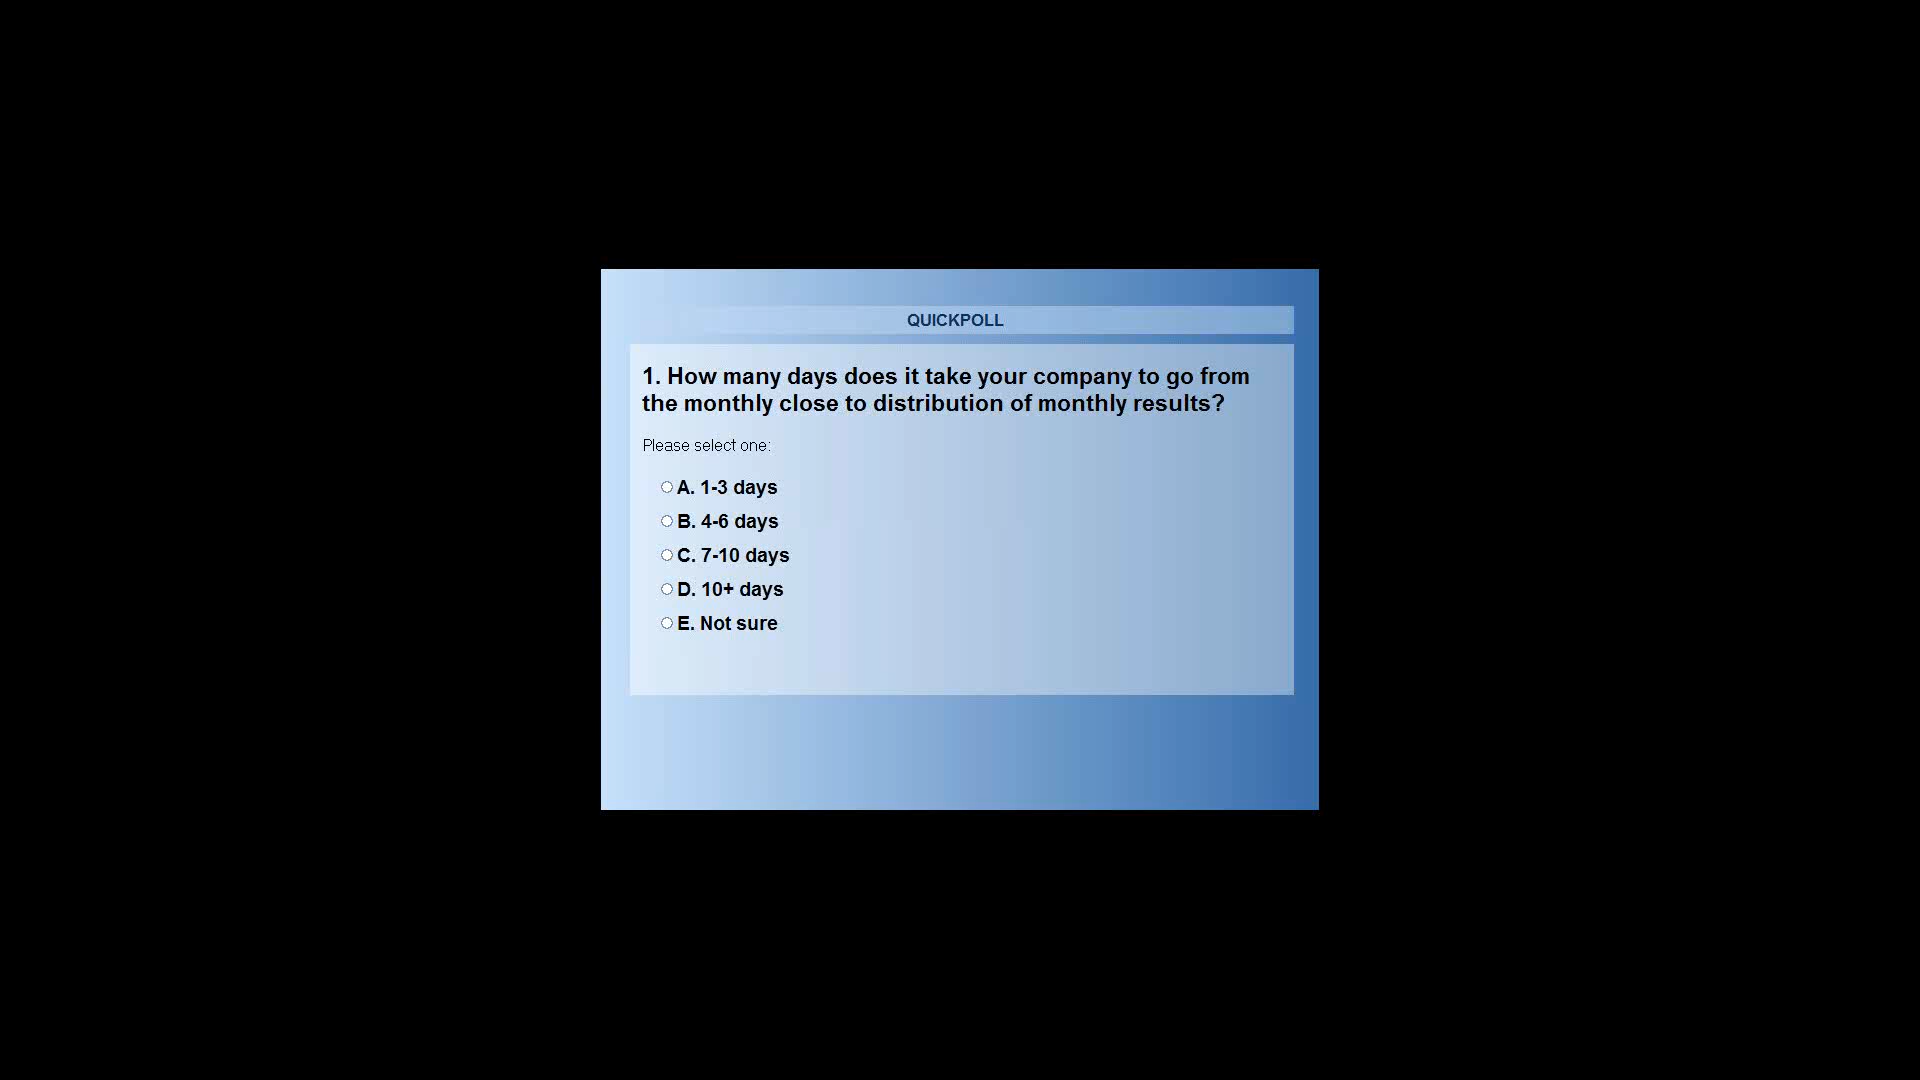 QUICKPOLL
1. How many days does it take your company to go from
the monthly close to distribution of monthly results?
Please select one:
A. 1-3 days
B. 4-6 days
C. 7-10 days
D. 10+ days
E. Not sure